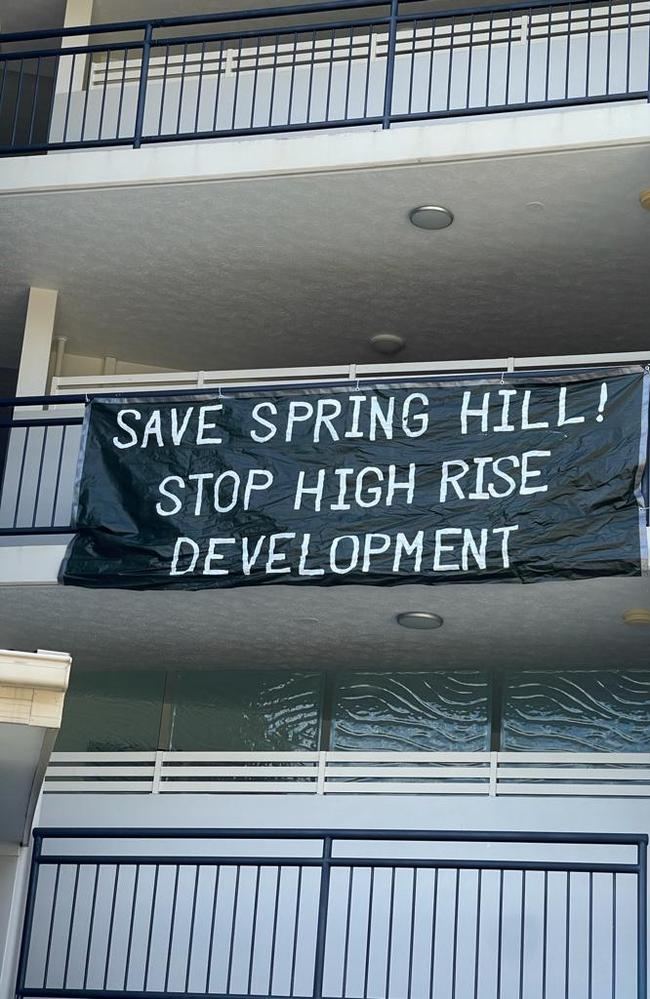 SAVE SPRING HILL!
STOP HIGH RISE
DEVELOPMENT